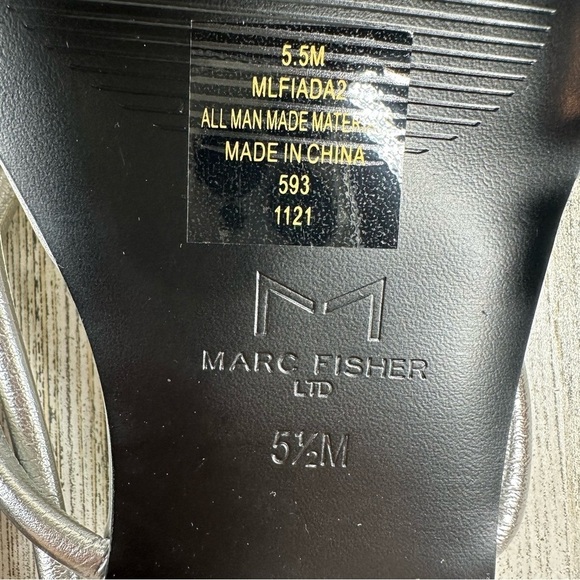 5.5M
MLFIADA2
ALL MAN MADE
MADE IN CHINA
593
1121
MARC FISHER
LTD
5½M